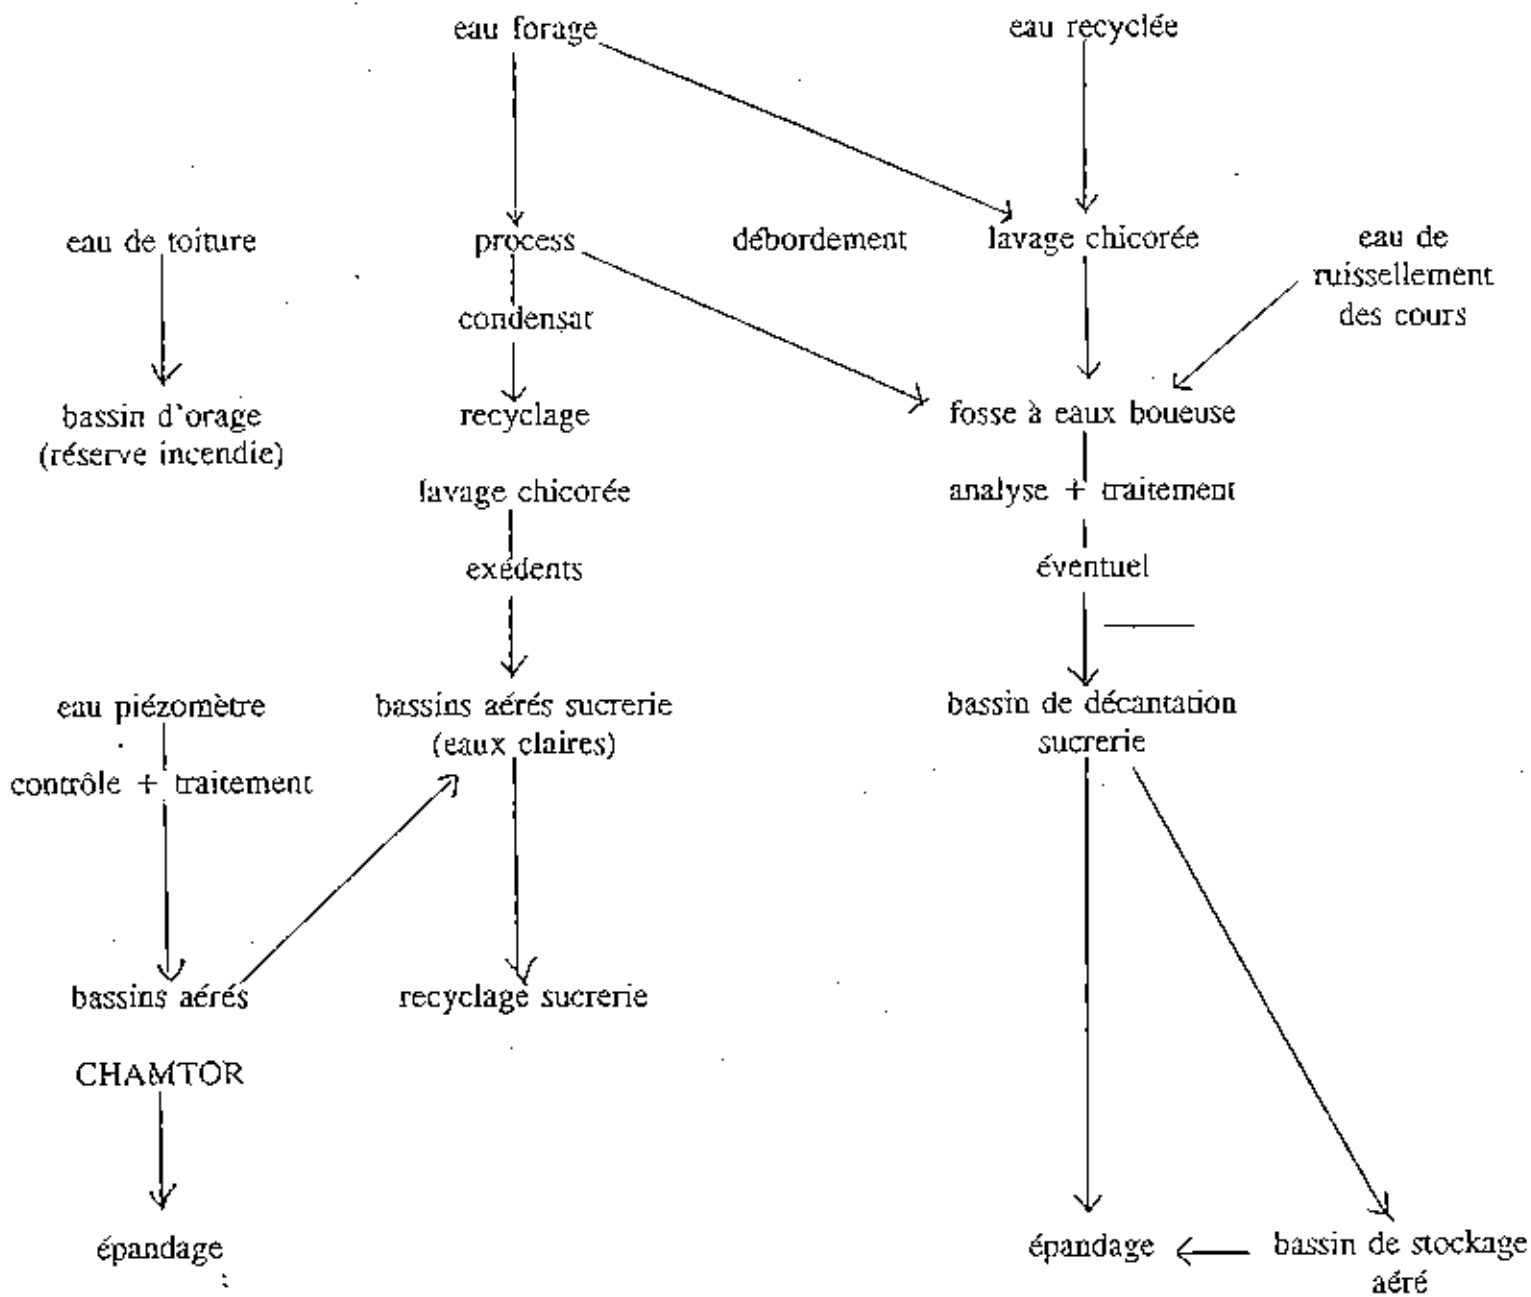 eau forage
eau recyclée
eau de toiture
process
débordement
lavage chicorée
eau de
ruissellement
des cours
condensat
bassin d'orage
(réserve incendie)
recyclage
fosse à eaux boueuse
lavage chicorée
analyse + traitement
exédents
éventuel
eau piézomètre
bassins aérés sucrerie
(eaux claires)
bassin de décantation
sucrerie
contrôle + traitement
bassins aérés
recyclage sucrerie
CHAMTOR
épandage
épandage
bassin de stockage
aéré